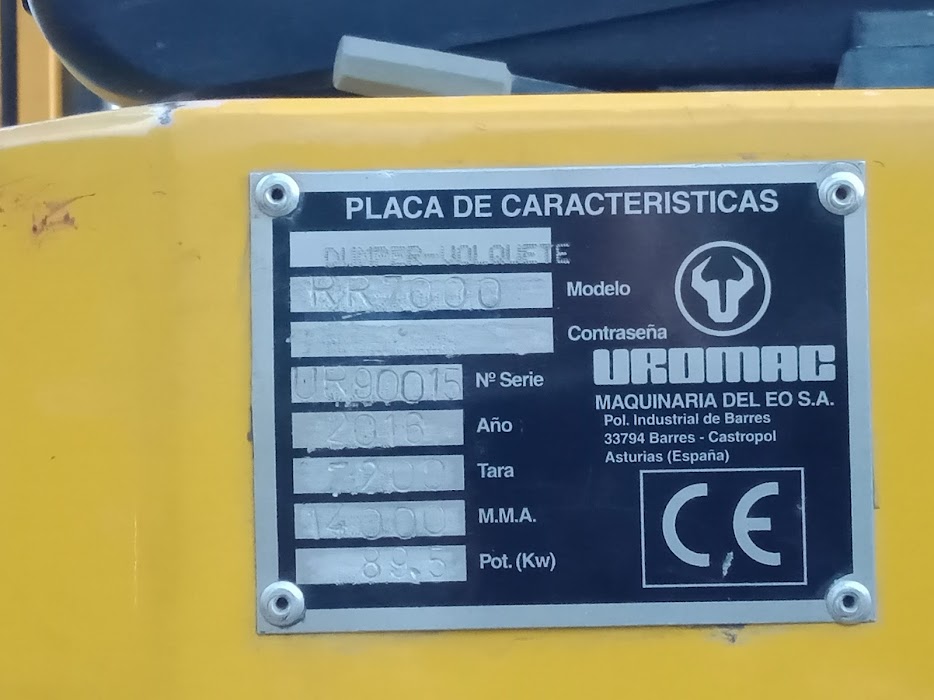 PLACA DE CARACTERISTICAS
DUMPER-VOLQUETE
RR7000 Modelo
Contraseña
UR90015 Nº Serie
2016 Año
7200 Tara
14000 M.M.A.
89,5 Pot. (Kw)
UROMAC
MAQUINARIA DEL EO S.A.
Pol. Industrial de Barres
33794 Barres - Castropol
Asturias (España)
CE